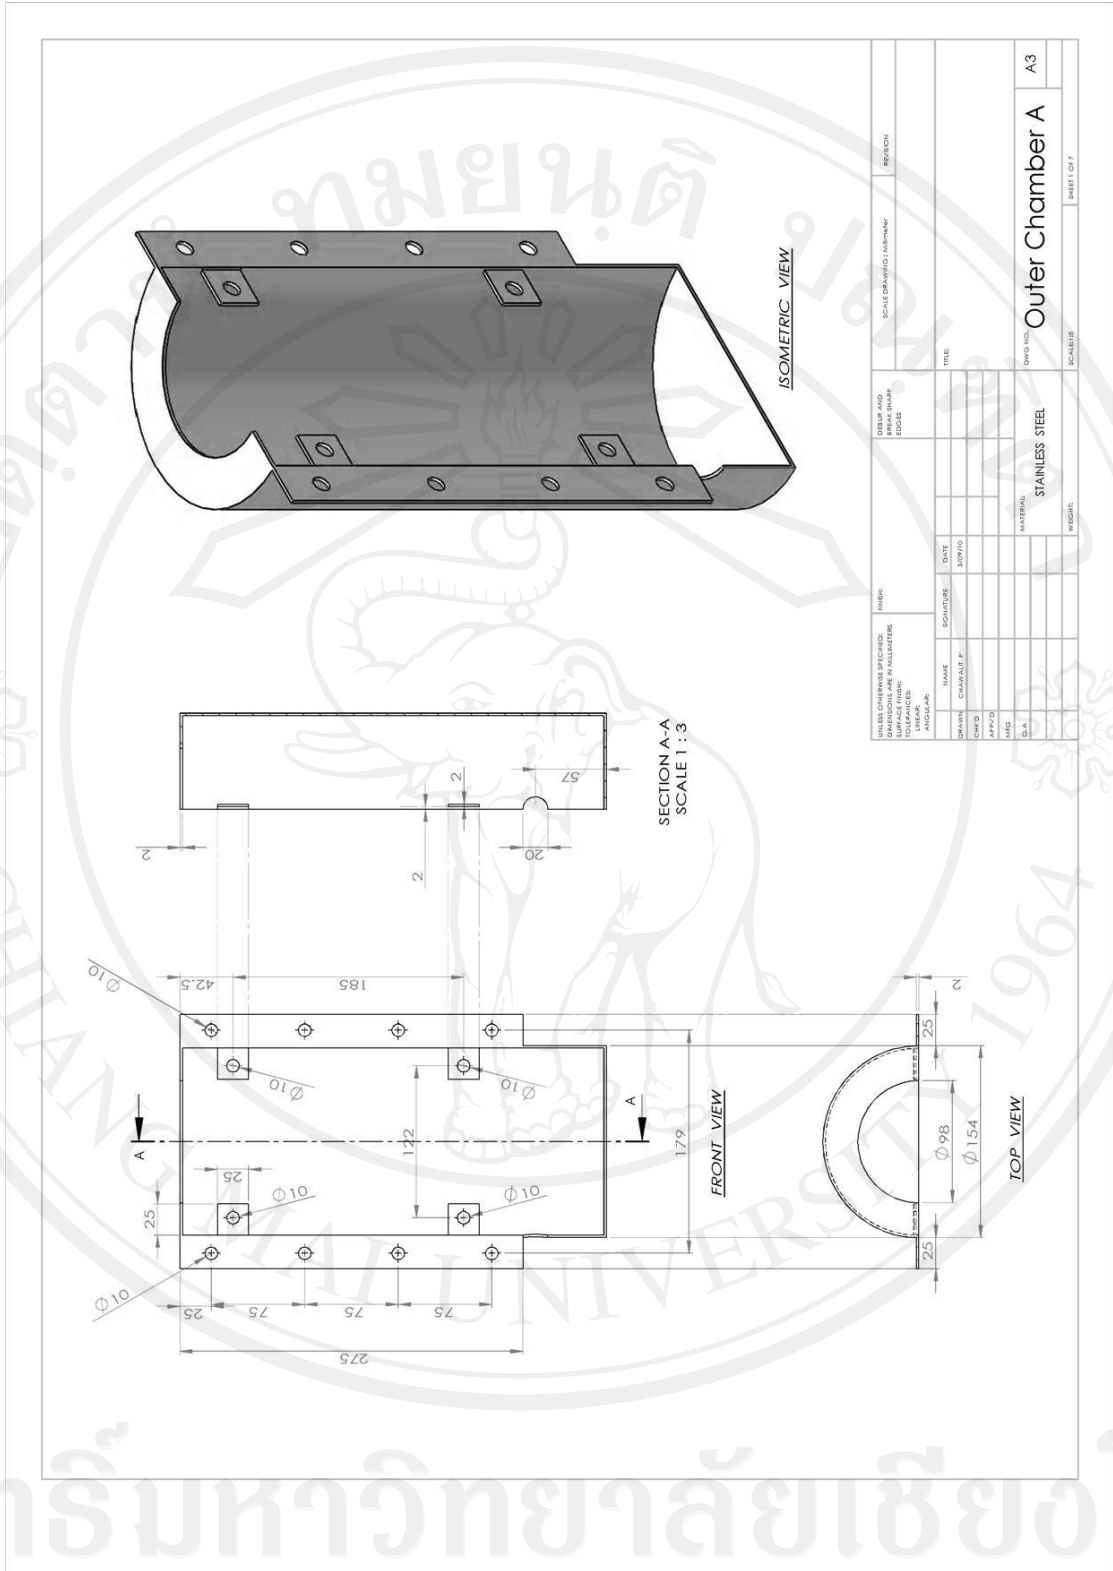 ISOMETRIC VIEW
SECTION A-A
SCALE 1 : 3
2
2
2
20
57
Ø10
42.5
185
Ø10
Ø10
A
A
122
179
25
25
Ø10
Ø10
Ø10
25
75
75
75
275
FRONT VIEW
2
25
Ø98
Ø154
25
TOP VIEW
UNLESS OTHERWISE SPECIFIED:
DIMENSIONS ARE IN MILLIMETERS
SURFACE FINISH:
TOLERANCES:
LINEAR:
ANGULAR:
FINISH:
DEBUR AND
BREAK SHARP
EDGES
SCALE DRAWING : Millimeter
REVISION
NAME
SIGNATURE
DATE
TITLE:
DRAWN
CHAWALIT P.
3/09/10
CHK'D
APPV'D
MFG
Q.A
MATERIAL:
STAINLESS STEEL
DWG NO.
Outer Chamber A
A3
WEIGHT:
SCALE:1:5
SHEET 1 OF 7
CHIANG MAI UNIVERSITY 1964